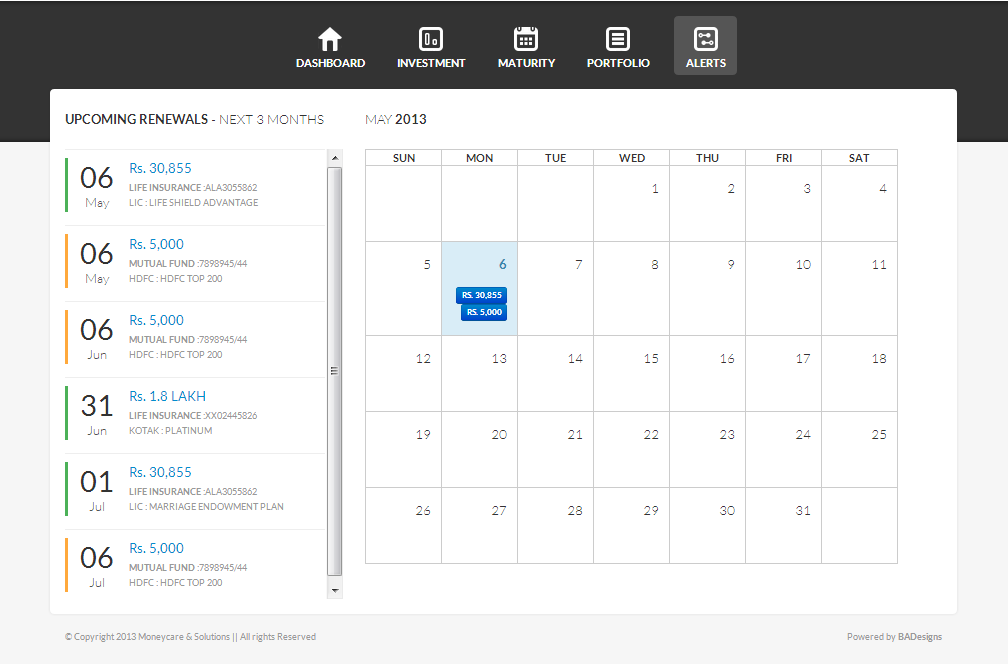 DASHBOARD INVESTMENT MATURITY PORTFOLIO ALERTS
UPCOMING RENEWALS - NEXT 3 MONTHS
06 May
Rs. 30,855
LIFE INSURANCE :ALA3055862
LIC : LIFE SHIELD ADVANTAGE
06 May
Rs. 5,000
MUTUAL FUND :7898945/44
HDFC : HDFC TOP 200
06 Jun
Rs. 5,000
MUTUAL FUND :7898945/44
HDFC : HDFC TOP 200
31 Jun
Rs. 1.8 LAKH
LIFE INSURANCE :XX02445826
KOTAK : PLATINUM
01 Jul
Rs. 30,855
LIFE INSURANCE :ALA3055862
LIC : MARRIAGE ENDOWMENT PLAN
06 Jul
Rs. 5,000
MUTUAL FUND :7898945/44
HDFC : HDFC TOP 200
MAY 2013
SUN MON TUE WED THU FRI SAT
1 2 3 4
5 6 7 8 9 10 11
RS. 30,855
RS. 5,000
12 13 14 15 16 17 18
19 20 21 22 23 24 25
26 27 28 29 30 31
© Copyright 2013 Moneycare & Solutions || All rights Reserved
Powered by BADesigns